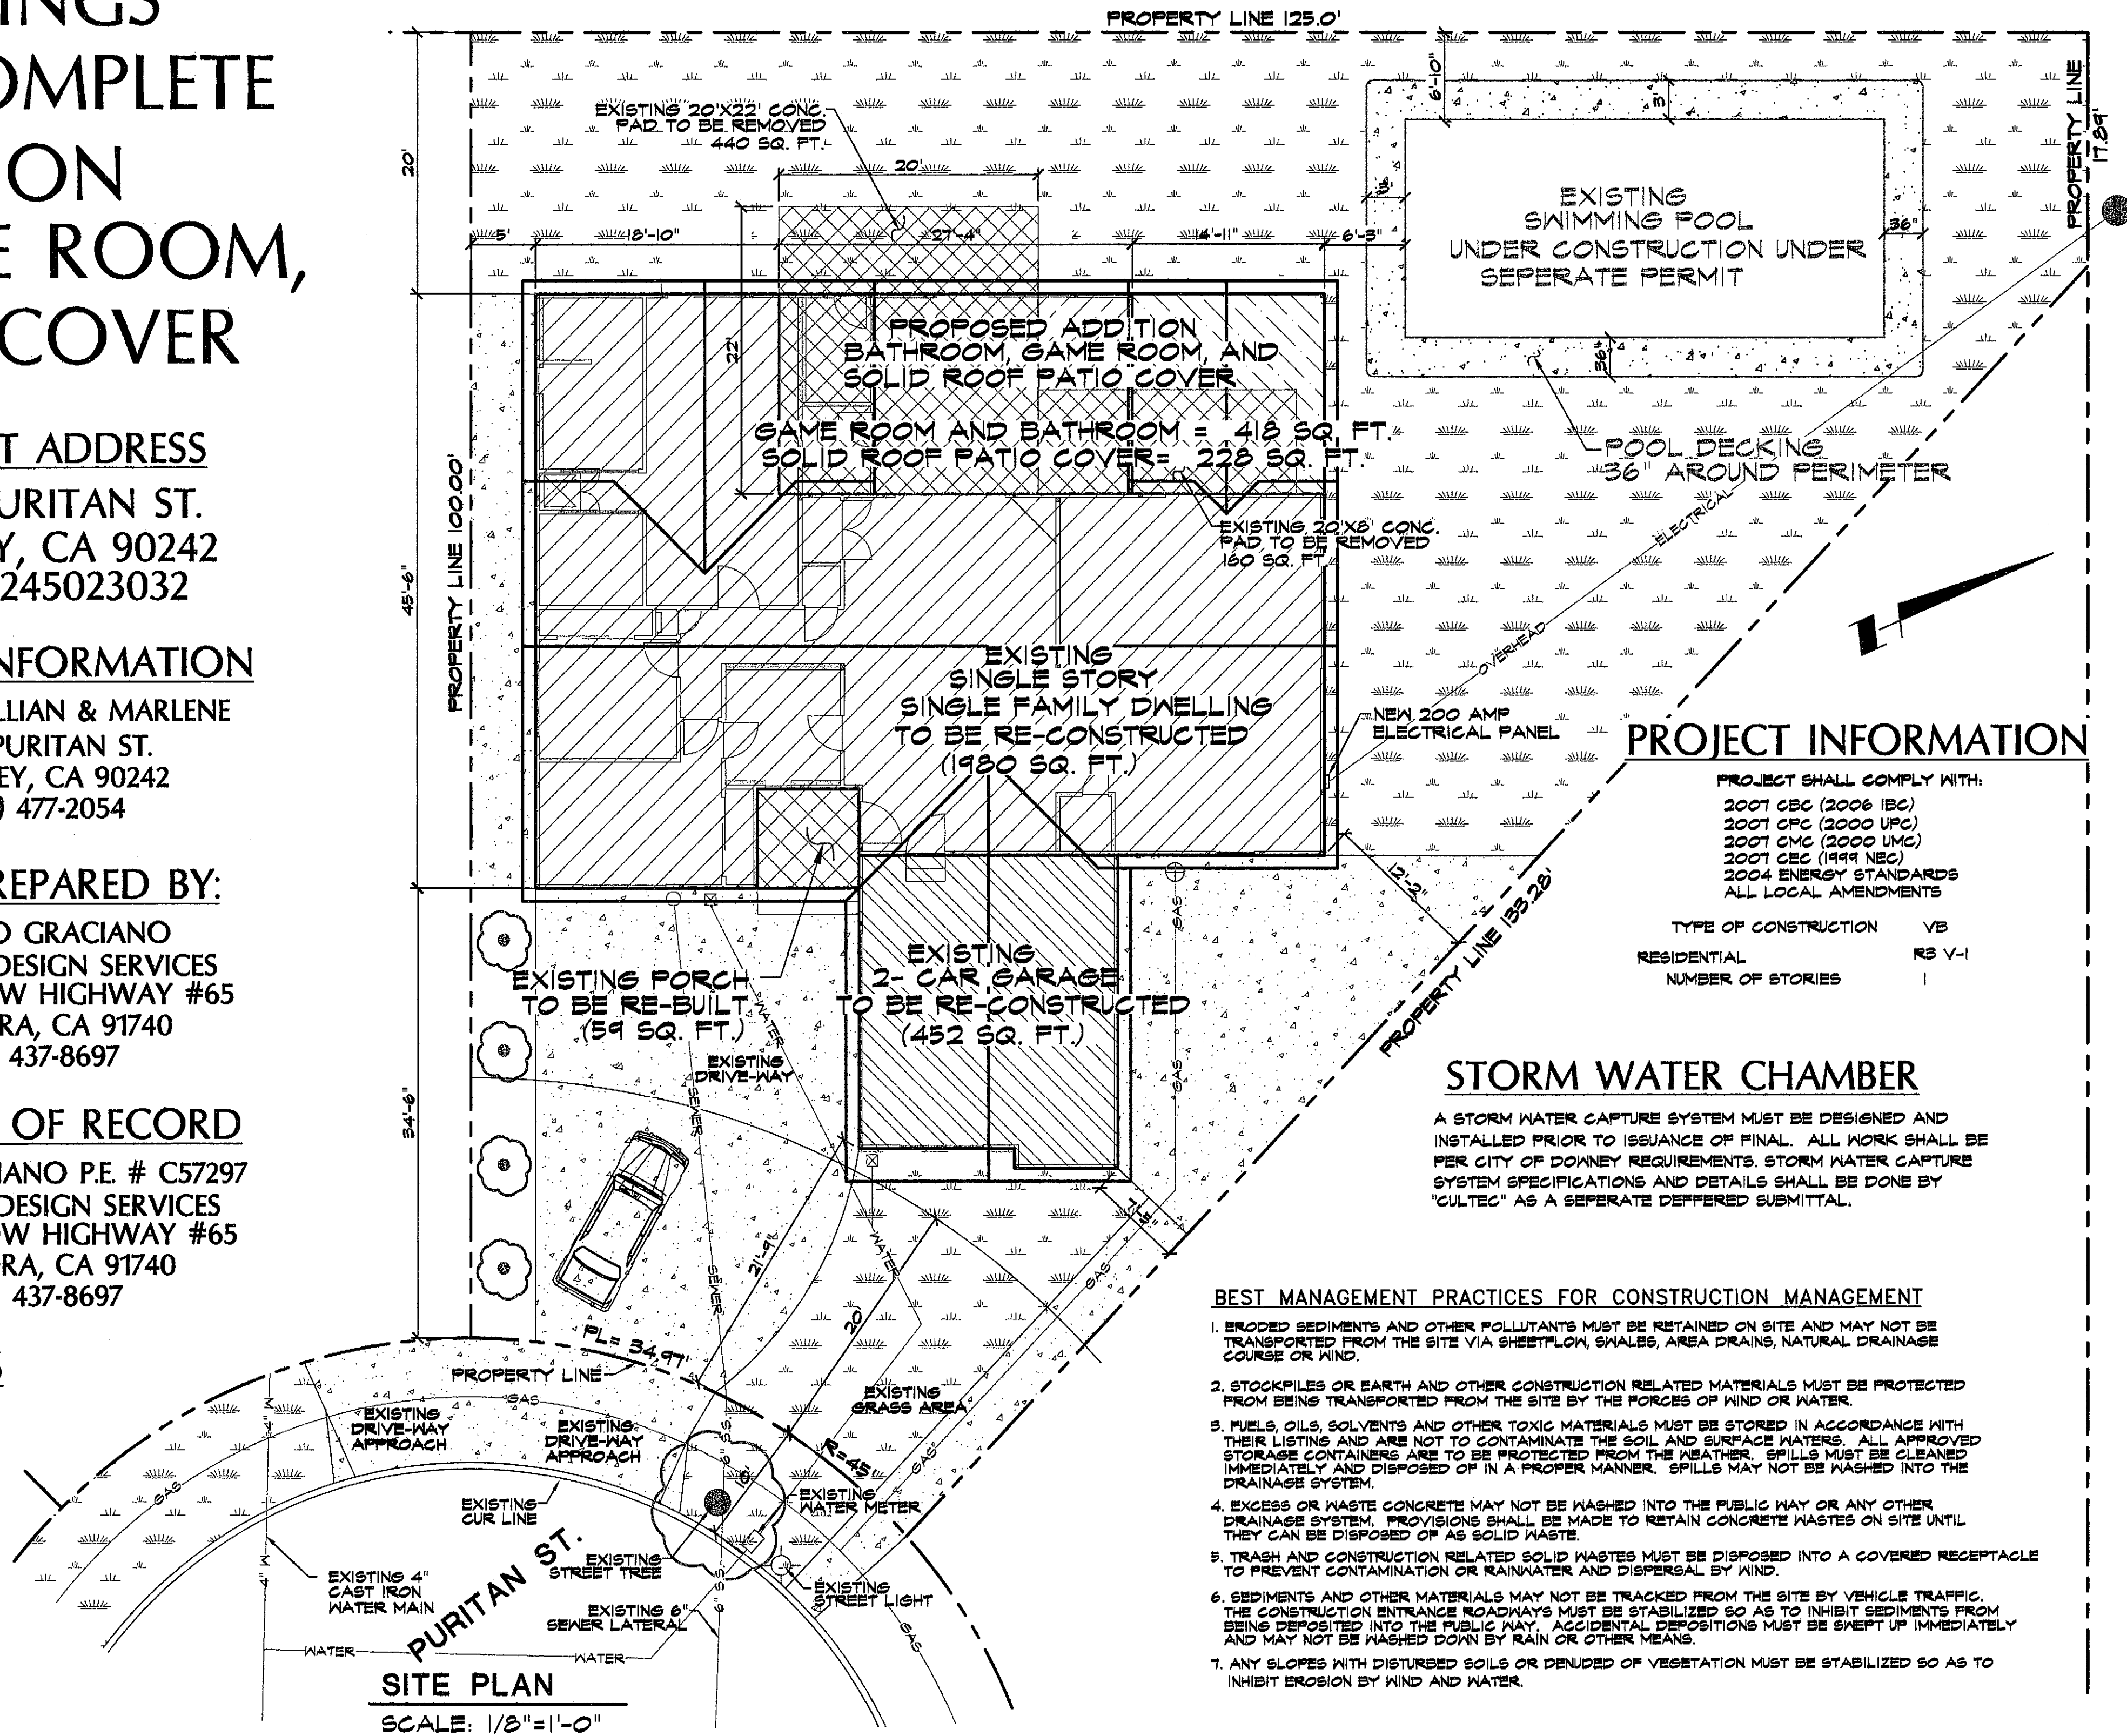 INGS
OMPLETE
ON
E ROOM,
COVER
T ADDRESS
PURITAN ST.
Y, CA 90242
245023032
NFORMATION
LLIAN & MARLENE
PURITAN ST.
EY, CA 90242
) 477-2054
REPARED BY:
O GRACIANO
DESIGN SERVICES
OW HIGHWAY #65
RA, CA 91740
437-8697
OF RECORD
IANO P.E. # C57297
DESIGN SERVICES
OW HIGHWAY #65
RA, CA 91740
437-8697
PROPERTY LINE 125.0'
PROPERTY LINE
17.89'
6'-10"
3'
3'
36"
36"
20'
EXISTING 20'X22' CONC.
PAD TO BE REMOVED
440 SQ. FT.
20'
5'
18'-10"
27'-4"
6'-3"
22'
EXISTING
SWIMMING POOL
UNDER CONSTRUCTION UNDER
SEPERATE PERMIT
PROPOSED ADDITION
BATHROOM, GAME ROOM, AND
SOLID ROOF PATIO COVER
GAME ROOM AND BATHROOM = 418 SQ. FT.
SOLID ROOF PATIO COVER= 228 SQ. FT.
POOL DECKING
36" AROUND PERIMETER
EXISTING 20'X8' CONC.
PAD TO BE REMOVED
160 SQ. FT.
ELECTRICAL
OVERHEAD
PROPERTY LINE 100.00'
45'-6"
EXISTING
SINGLE STORY
SINGLE FAMILY DWELLING
TO BE RE-CONSTRUCTED
(1980 SQ. FT.)
NEW 200 AMP
ELECTRICAL PANEL
12'-2"
PROPERTY LINE 133.28'
GAS
EXISTING PORCH
TO BE RE-BUILT
(59 SQ. FT.)
EXISTING
2- CAR GARAGE
TO BE RE-CONSTRUCTED
(452 SQ. FT.)
WATER
EXISTING
DRIVE-WAY
SEWER
GAS
34'-6"
7'-5"
21'-9"
WATER
GAS
SEWER
20'
PL= 34.97'
PROPERTY LINE
GAS
EXISTING
GRASS AREA
R=45'
GAS
EXISTING
DRIVE-WAY
APPROACH
EXISTING
DRIVE-WAY
APPROACH
4" M
6" S.S.
10'
GAS
EXISTING
CUR LINE
EXISTING
WATER METER
EXISTING
STREET TREE
EXISTING
STREET LIGHT
EXISTING 4"
CAST IRON
WATER MAIN
4" M
EXISTING 6"
SEWER LATERAL
6" S.S.
GAS
PURITAN ST.
WATER
WATER
SITE PLAN
SCALE: 1/8"=1'-0"
PROJECT INFORMATION
PROJECT SHALL COMPLY WITH:
2007 CBC (2006 IBC)
2007 CPC (2000 UPC)
2007 CMC (2000 UMC)
2007 CEC (1999 NEC)
2004 ENERGY STANDARDS
ALL LOCAL AMENDMENTS
TYPE OF CONSTRUCTION VB
RESIDENTIAL R3 V-1
NUMBER OF STORIES 1
STORM WATER CHAMBER
A STORM WATER CAPTURE SYSTEM MUST BE DESIGNED AND
INSTALLED PRIOR TO ISSUANCE OF FINAL. ALL WORK SHALL BE
PER CITY OF DOWNEY REQUIREMENTS. STORM WATER CAPTURE
SYSTEM SPECIFICATIONS AND DETAILS SHALL BE DONE BY
"CULTEC" AS A SEPERATE DEFFERED SUBMITTAL.
BEST MANAGEMENT PRACTICES FOR CONSTRUCTION MANAGEMENT
1. ERODED SEDIMENTS AND OTHER POLLUTANTS MUST BE RETAINED ON SITE AND MAY NOT BE
TRANSPORTED FROM THE SITE VIA SHEETFLOW, SWALES, AREA DRAINS, NATURAL DRAINAGE
COURSE OR WIND.
2. STOCKPILES OR EARTH AND OTHER CONSTRUCTION RELATED MATERIALS MUST BE PROTECTED
FROM BEING TRANSPORTED FROM THE SITE BY THE FORCES OF WIND OR WATER.
3. FUELS, OILS, SOLVENTS AND OTHER TOXIC MATERIALS MUST BE STORED IN ACCORDANCE WITH
THEIR LISTING AND ARE NOT TO CONTAMINATE THE SOIL AND SURFACE WATERS. ALL APPROVED
STORAGE CONTAINERS ARE TO BE PROTECTED FROM THE WEATHER. SPILLS MUST BE CLEANED
IMMEDIATELY AND DISPOSED OF IN A PROPER MANNER. SPILLS MAY NOT BE WASHED INTO THE
DRAINAGE SYSTEM.
4. EXCESS OR WASTE CONCRETE MAY NOT BE WASHED INTO THE PUBLIC WAY OR ANY OTHER
DRAINAGE SYSTEM. PROVISIONS SHALL BE MADE TO RETAIN CONCRETE WASTES ON SITE UNTIL
THEY CAN BE DISPOSED OF AS SOLID WASTE.
5. TRASH AND CONSTRUCTION RELATED SOLID WASTES MUST BE DISPOSED INTO A COVERED RECEPTACLE
TO PREVENT CONTAMINATION OR RAINWATER AND DISPERSAL BY WIND.
6. SEDIMENTS AND OTHER MATERIALS MAY NOT BE TRACKED FROM THE SITE BY VEHICLE TRAFFIC.
THE CONSTRUCTION ENTRANCE ROADWAYS MUST BE STABILIZED SO AS TO INHIBIT SEDIMENTS FROM
BEING DEPOSITED INTO THE PUBLIC WAY. ACCIDENTAL DEPOSITIONS MUST BE SWEPT UP IMMEDIATELY
AND MAY NOT BE WASHED DOWN BY RAIN OR OTHER MEANS.
7. ANY SLOPES WITH DISTURBED SOILS OR DENUDED OF VEGETATION MUST BE STABILIZED SO AS TO
INHIBIT EROSION BY WIND AND WATER.